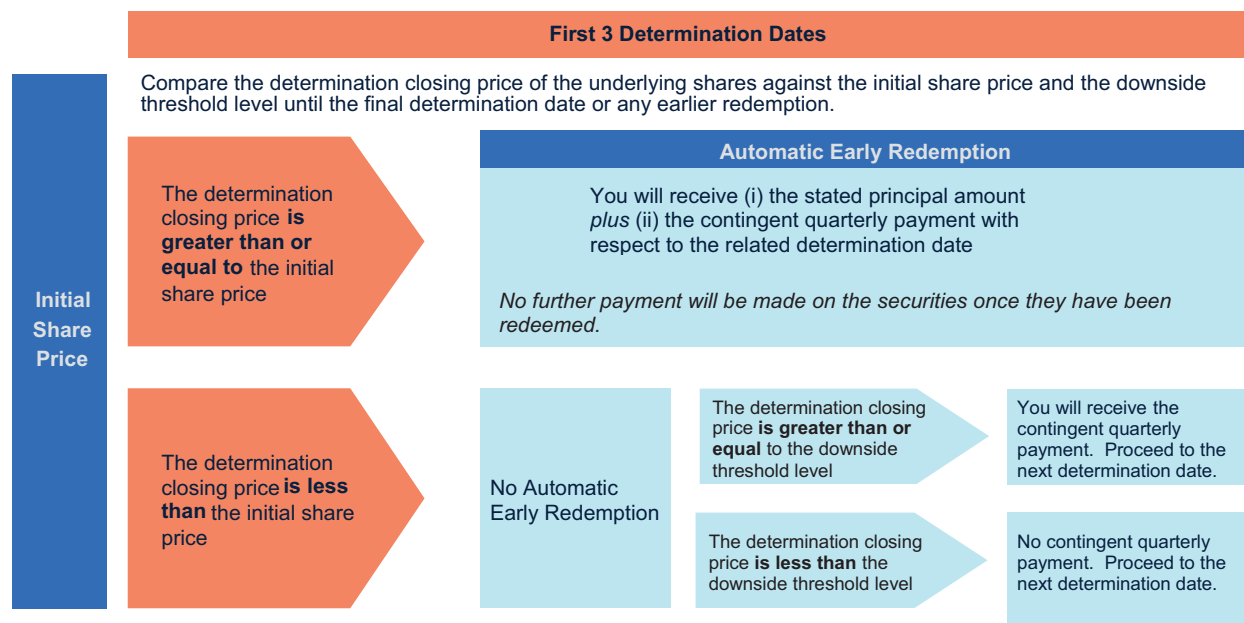 First 3 Determination Dates
Compare the determination closing price of the underlying shares against the initial share price and the downside
threshold level until the final determination date or any earlier redemption.
Initial
Share
Price
The determination
closing price is
greater than or
equal to the initial
share price
Automatic Early Redemption
You will receive (i) the stated principal amount
plus (ii) the contingent quarterly payment with
respect to the related determination date
No further payment will be made on the securities once they have been
redeemed.
The determination
closing price is less
than the initial share
price
No Automatic
Early Redemption
The determination closing
price is greater than or
equal to the downside
threshold level
You will receive the
contingent quarterly
payment. Proceed to the
next determination date.
The determination closing
price is less than the
downside threshold level
No contingent quarterly
payment. Proceed to the
next determination date.